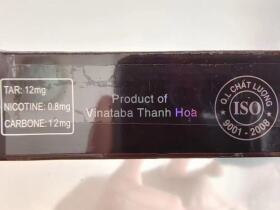 TAR: 12mg
NICOTINE: 0.8mg
CARBONE: 12mg
Product of
Vinataba Thanh Hoa
Q.L CHẤT LƯỢNG
ISO
9001 - 2008